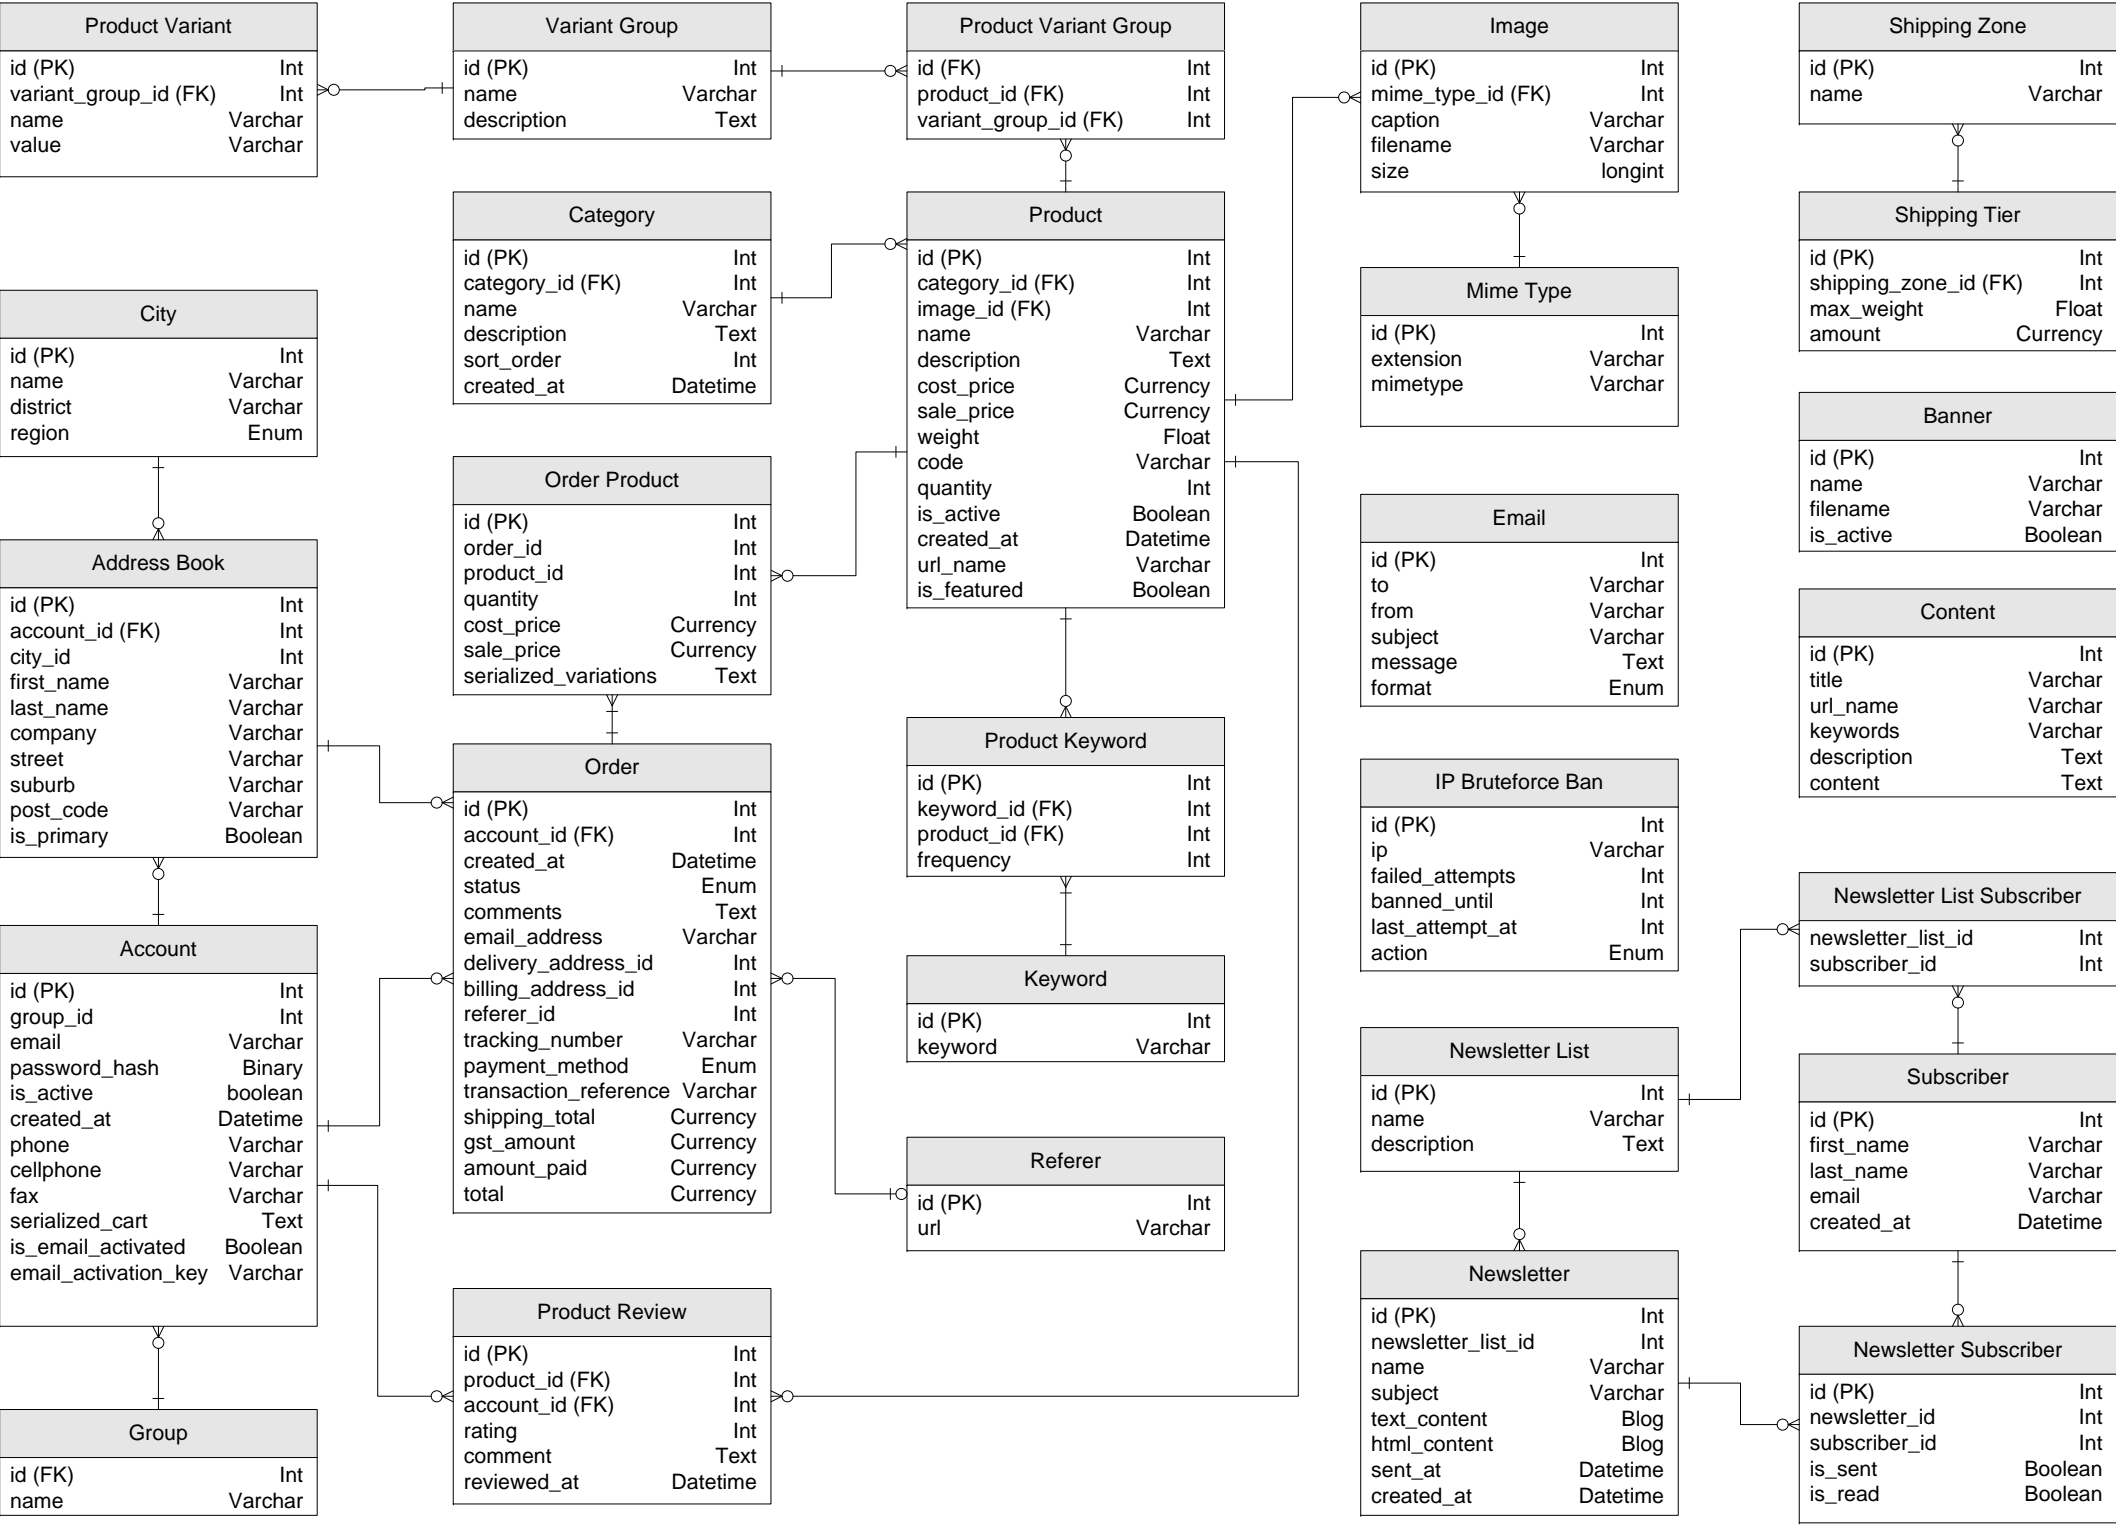 Product Variant
id (PK) Int
variant_group_id (FK) Int
name Varchar
value Varchar
Variant Group
id (PK) Int
name Varchar
description Text
Product Variant Group
id (FK) Int
product_id (FK) Int
variant_group_id (FK) Int
Image
id (PK) Int
mime_type_id (FK) Int
caption Varchar
filename Varchar
size longint
Shipping Zone
id (PK) Int
name Varchar
Category
id (PK) Int
category_id (FK) Int
name Varchar
description Text
sort_order Int
created_at Datetime
Product
id (PK) Int
category_id (FK) Int
image_id (FK) Int
name Varchar
description Text
cost_price Currency
sale_price Currency
weight Float
code Varchar
quantity Int
is_active Boolean
created_at Datetime
url_name Varchar
is_featured Boolean
Mime Type
id (PK) Int
extension Varchar
mimetype Varchar
Shipping Tier
id (PK) Int
shipping_zone_id (FK) Int
max_weight Float
amount Currency
City
id (PK) Int
name Varchar
district Varchar
region Enum
Banner
id (PK) Int
name Varchar
filename Varchar
is_active Boolean
Order Product
id (PK) Int
order_id Int
product_id Int
quantity Int
cost_price Currency
sale_price Currency
serialized_variations Text
Email
id (PK) Int
to Varchar
from Varchar
subject Varchar
message Text
format Enum
Address Book
id (PK) Int
account_id (FK) Int
city_id Int
first_name Varchar
last_name Varchar
company Varchar
street Varchar
suburb Varchar
post_code Varchar
is_primary Boolean
Content
id (PK) Int
title Varchar
url_name Varchar
keywords Varchar
description Text
content Text
Order
id (PK) Int
account_id (FK) Int
created_at Datetime
status Enum
comments Text
email_address Varchar
delivery_address_id Int
billing_address_id Int
referer_id Int
tracking_number Varchar
payment_method Enum
transaction_reference Varchar
shipping_total Currency
gst_amount Currency
amount_paid Currency
total Currency
Product Keyword
id (PK) Int
keyword_id (FK) Int
product_id (FK) Int
frequency Int
IP Bruteforce Ban
id (PK) Int
ip Varchar
failed_attempts Int
banned_until Int
last_attempt_at Int
action Enum
Newsletter List Subscriber
newsletter_list_id Int
subscriber_id Int
Account
id (PK) Int
group_id Int
email Varchar
password_hash Binary
is_active boolean
created_at Datetime
phone Varchar
cellphone Varchar
fax Varchar
serialized_cart Text
is_email_activated Boolean
email_activation_key Varchar
Keyword
id (PK) Int
keyword Varchar
Newsletter List
id (PK) Int
name Varchar
description Text
Subscriber
id (PK) Int
first_name Varchar
last_name Varchar
email Varchar
created_at Datetime
Referer
id (PK) Int
url Varchar
Newsletter
id (PK) Int
newsletter_list_id Int
name Varchar
subject Varchar
text_content Blog
html_content Blog
sent_at Datetime
created_at Datetime
Product Review
id (PK) Int
product_id (FK) Int
account_id (FK) Int
rating Int
comment Text
reviewed_at Datetime
Newsletter Subscriber
id (PK) Int
newsletter_id Int
subscriber_id Int
is_sent Boolean
is_read Boolean
Group
id (FK) Int
name Varchar